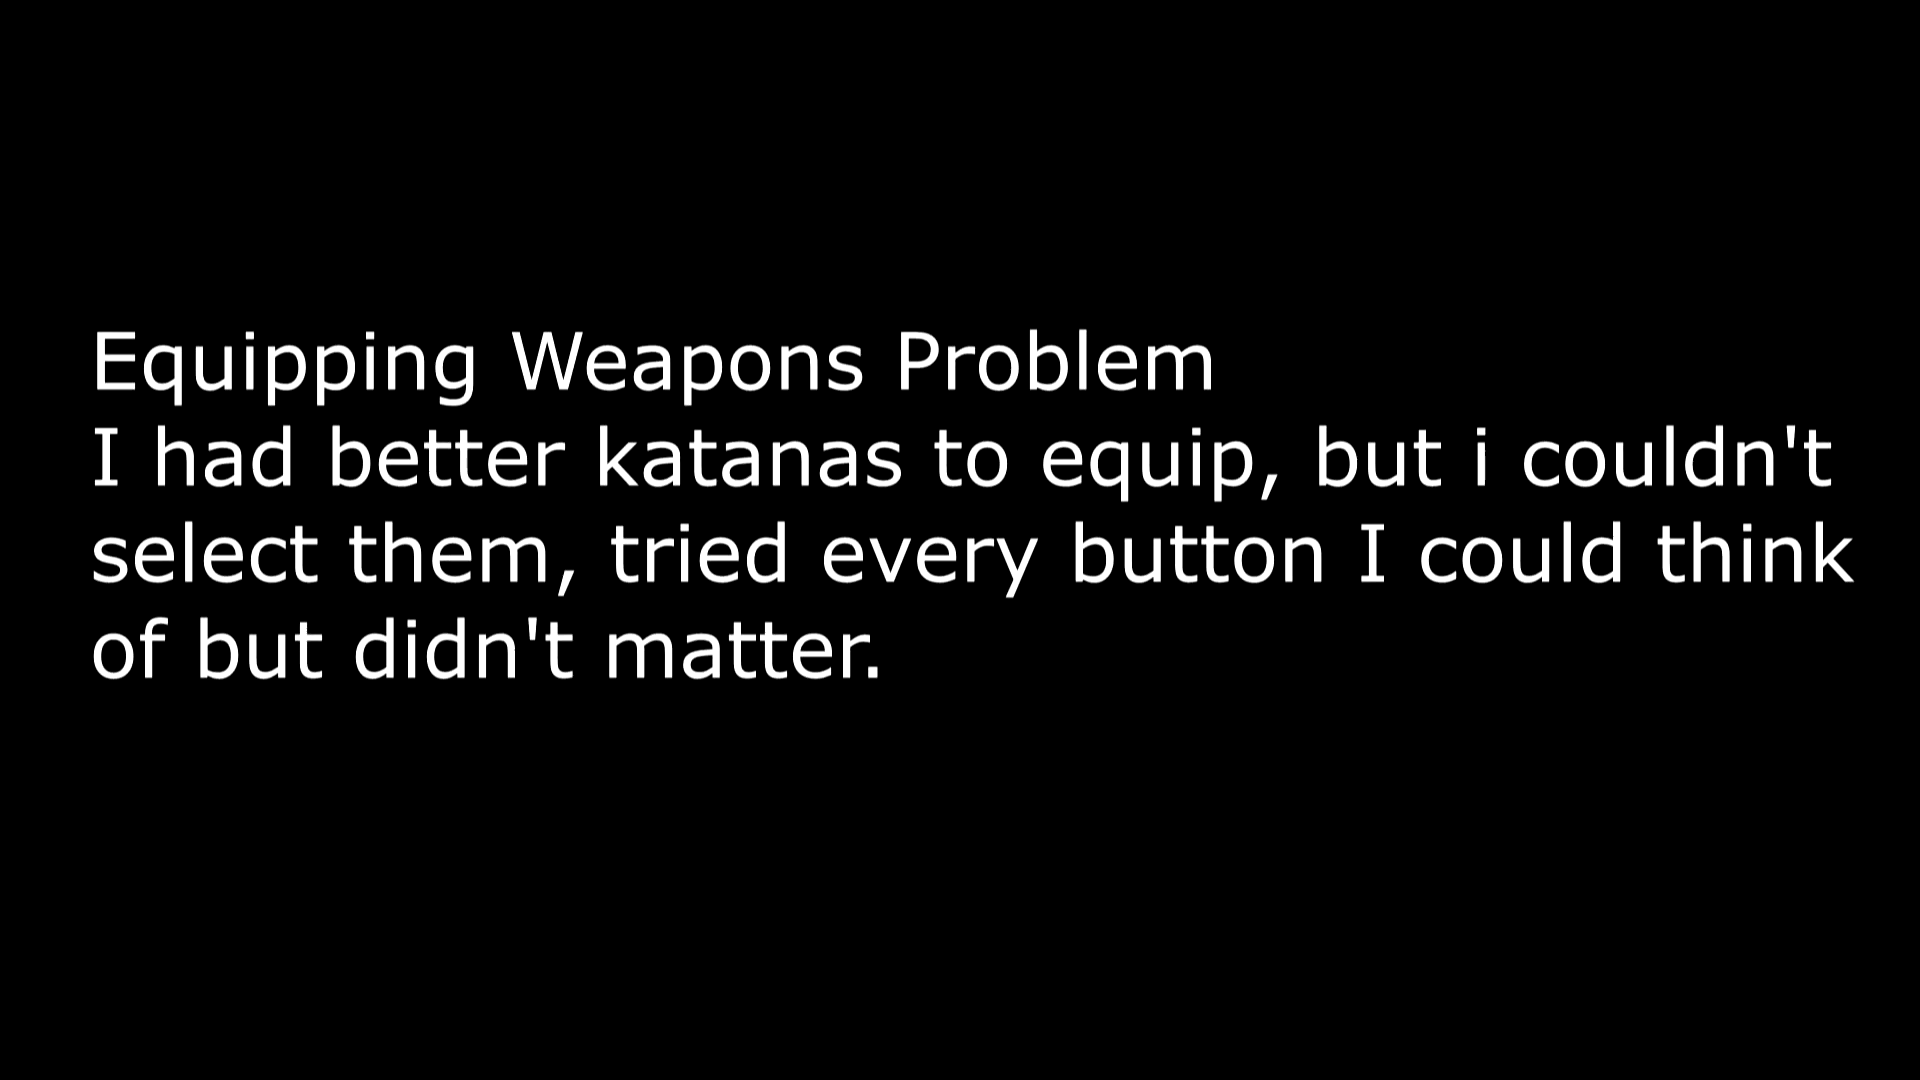 Equipping Weapons Problem
I had better katanas to equip, but i couldn't
select them, tried every button I could think
of but didn't matter.